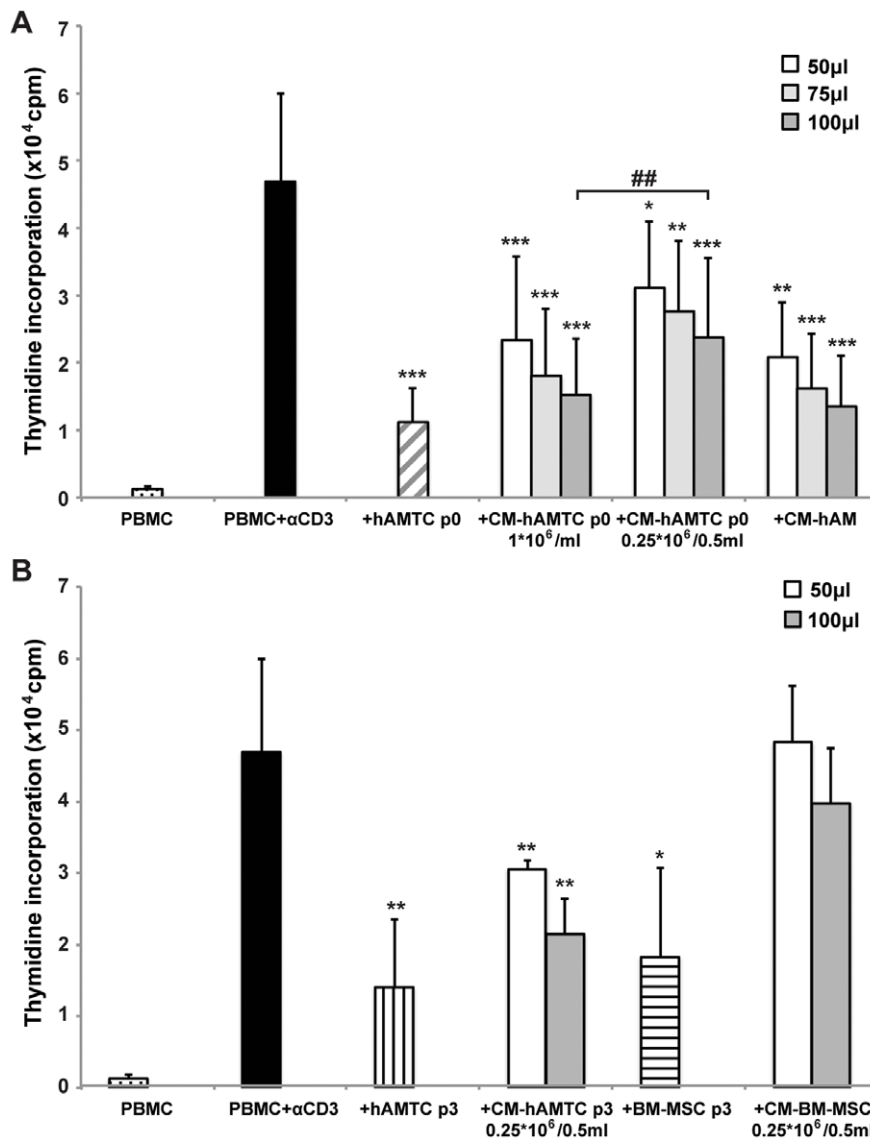 A
Thymidine incorporation (x10⁴cpm)
7
6
5
4
3
2
1
0
50µl
75µl
100µl
##
***
***
***
***
*
**
***
**
***
***
PBMC
PBMC+αCD3
+hAMTC p0
+CM-hAMTC p0
1*10⁶/ml
+CM-hAMTC p0
0.25*10⁶/0.5ml
+CM-hAM
B
Thymidine incorporation (x10⁴cpm)
7
6
5
4
3
2
1
0
50µl
100µl
**
**
**
*
PBMC
PBMC+αCD3
+hAMTC p3
+CM-hAMTC p3
0.25*10⁶/0.5ml
+BM-MSC p3
+CM-BM-MSC
0.25*10⁶/0.5ml